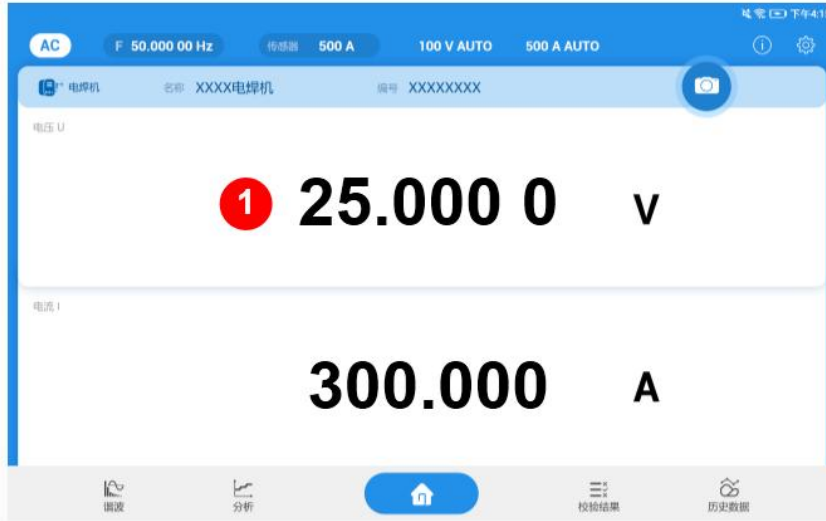 下午4:1
AC F 50.000 00 Hz 传感器 500 A 100 V AUTO 500 A AUTO
电焊机 名称 XXXX电焊机 编号 XXXXXXXX
电压 U
1 25.000 0 V
电流 I
300.000 A
谐波 分析 校验结果 历史数据